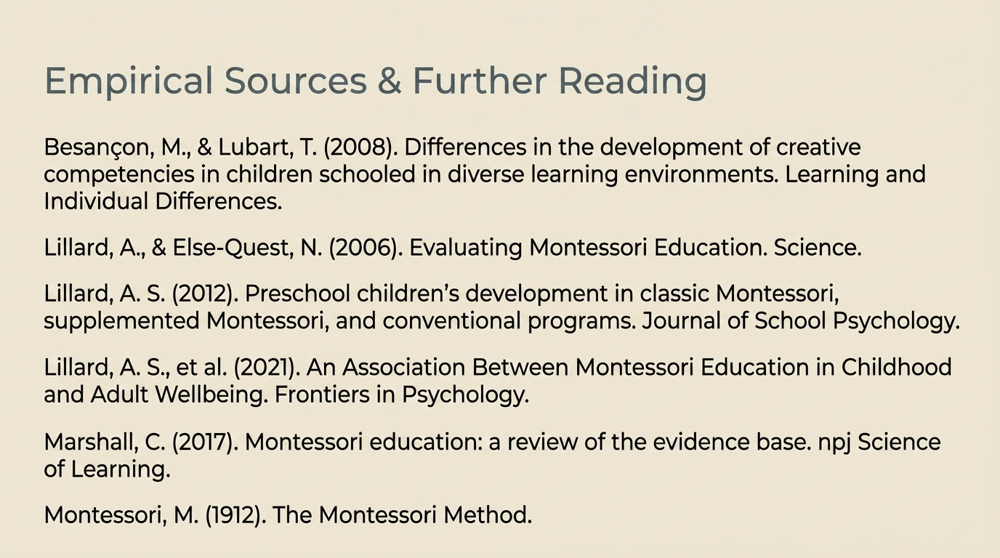 Empirical Sources & Further Reading
Besançon, M., & Lubart, T. (2008). Differences in the development of creative
competencies in children schooled in diverse learning environments. Learning and
Individual Differences.
Lillard, A., & Else-Quest, N. (2006). Evaluating Montessori Education. Science.
Lillard, A. S. (2012). Preschool children’s development in classic Montessori,
supplemented Montessori, and conventional programs. Journal of School Psychology.
Lillard, A. S., et al. (2021). An Association Between Montessori Education in Childhood
and Adult Wellbeing. Frontiers in Psychology.
Marshall, C. (2017). Montessori education: a review of the evidence base. npj Science
of Learning.
Montessori, M. (1912). The Montessori Method.